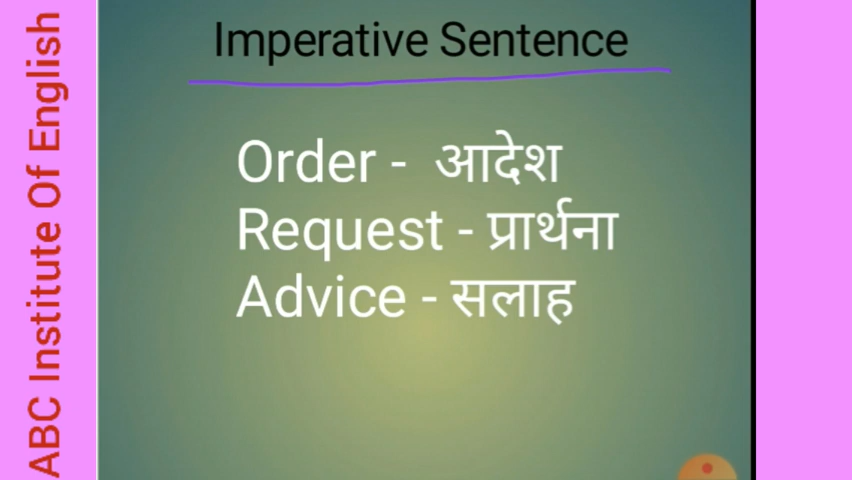 ABC Institute Of English
Imperative Sentence
Order - आदेश
Request - प्रार्थना
Advice - सलाह